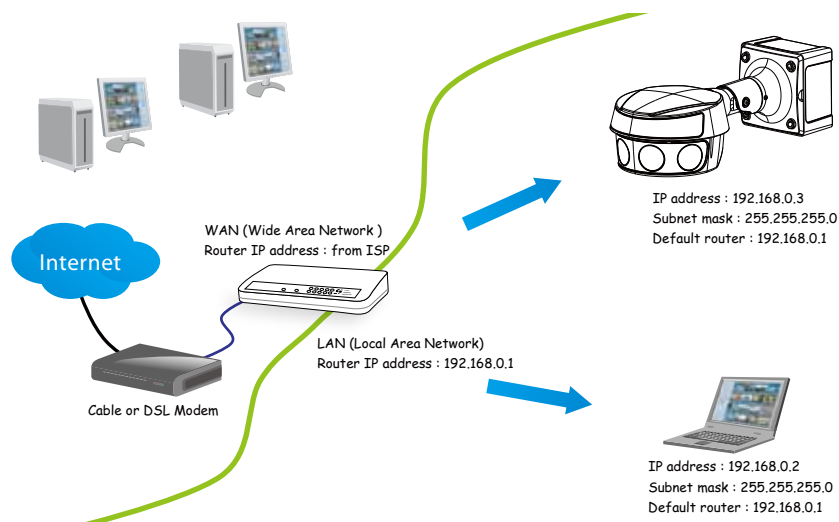 IP address : 192.168.0.3
Subnet mask : 255.255.255.0
Default router : 192.168.0.1
WAN (Wide Area Network )
Router IP address : from ISP
Internet
LAN (Local Area Network)
Router IP address : 192.168.0.1
Cable or DSL Modem
IP address : 192.168.0.2
Subnet mask : 255.255.255.0
Default router : 192.168.0.1